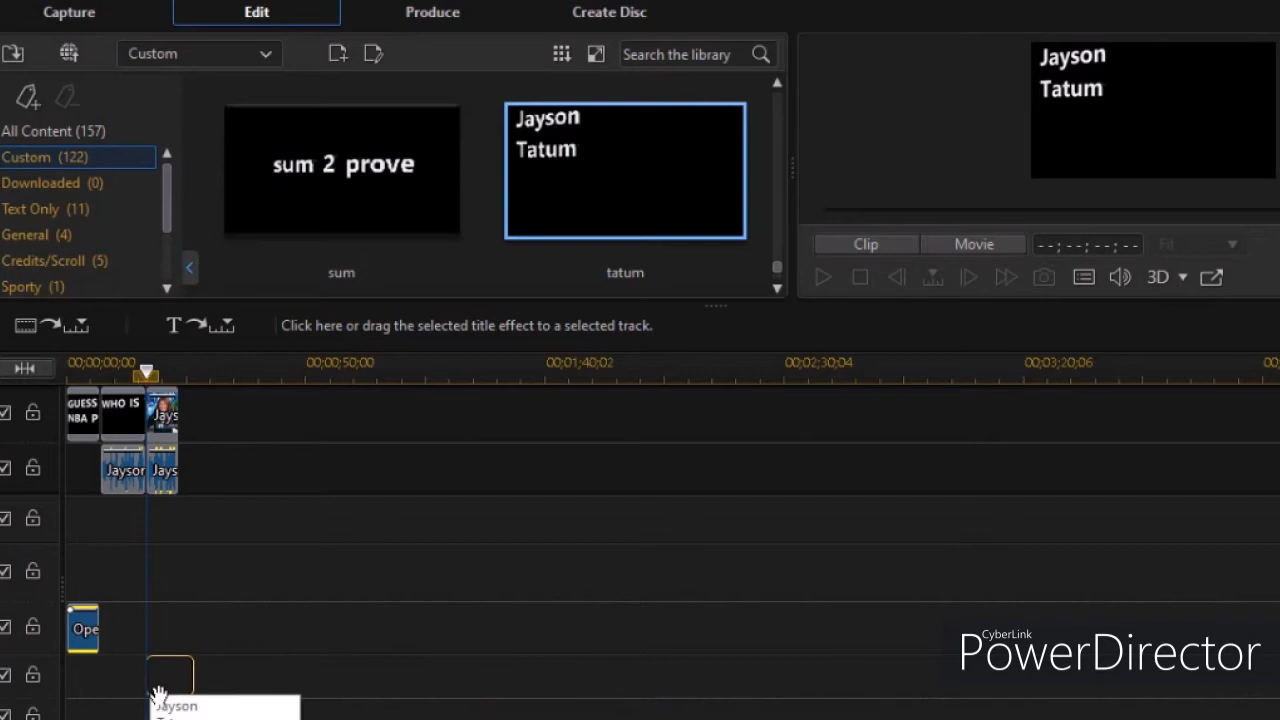 Capture Edit Produce Create Disc
Custom
Search the library
All Content (157)
Custom (122)
Downloaded (0)
Text Only (11)
General (4)
Credits/Scroll (5)
Sporty (1)
sum 2 prove
sum
Jayson
Tatum
tatum
Jayson
Tatum
Clip Movie --;--;--;-- Fit
3D
T
Click here or drag the selected title effect to a selected track.
00;00;00;00 00;00;50;00 00;01;40;02 00;02;30;04 00;03;20;06 00;
GUESS
NBA P
WHO IS
Jays
Jayson
Jays
Ope
Jayson
CyberLink
PowerDirector